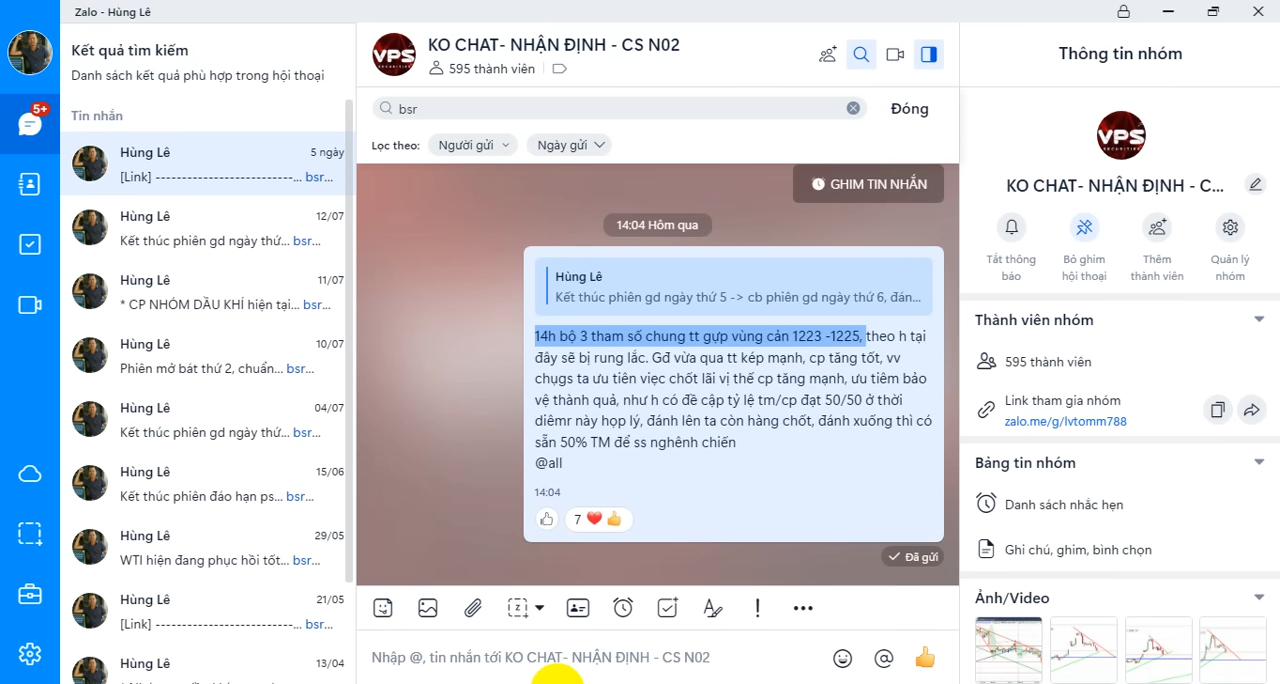 Zalo - Hùng Lê
5+
Kết quả tìm kiếm
Danh sách kết quả phù hợp trong hội thoại
Tin nhắn
Hùng Lê
5 ngày
[Link] --------------------------... bsr...
Hùng Lê
12/07
Kết thúc phiên gd ngày thứ... bsr...
Hùng Lê
11/07
* CP NHÓM DẦU KHÍ hiện tại... bsr...
Hùng Lê
10/07
Phiên mở bát thứ 2, chuẩn... bsr...
Hùng Lê
04/07
Kết thúc phiên gd ngày thứ... bsr...
Hùng Lê
15/06
Kết thúc phiên đáo hạn ps... bsr...
Hùng Lê
29/05
WTI hiện đang phục hồi tốt... bsr...
Hùng Lê
21/05
[Link] --------------------------... bsr...
Hùng Lê
13/04
VPS
SECURITIES
KO CHAT- NHẬN ĐỊNH - CS N02
595 thành viên
bsr
Đóng
Lọc theo:
Người gửi
Ngày gửi
GHIM TIN NHẮN
14:04 Hôm qua
Hùng Lê
Kết thúc phiên gd ngày thứ 5 -> cb phiên gd ngày thứ 6, đán...
14h bộ 3 tham số chung tt gựp vùng cản 1223 -1225, theo h tại
đây sẽ bị rung lắc. Gđ vừa qua tt kép mạnh, cp tăng tốt, vv
chụgs ta ưu tiên viẹc chốt lãi vị thế cp tăng mạnh, ưu tiêm bảo
vệ thành quả, như h có đề cập tỷ lệ tm/cp đạt 50/50 ở thời
diêmr này họp lý, đánh lên ta còn hàng chốt, đánh xuống thì có
sẵn 50% TM để ss nghênh chiến
@all
14:04
7
Đã gửi
Nhập @, tin nhắn tới KO CHAT- NHẬN ĐỊNH - CS N02
Thông tin nhóm
VPS
SECURITIES
KO CHAT- NHẬN ĐỊNH - C...
Tắt thông
báo
Bỏ ghim
hội thoại
Thêm
thành viên
Quản lý
nhóm
Thành viên nhóm
595 thành viên
Link tham gia nhóm
zalo.me/g/lvtomm788
Bảng tin nhóm
Danh sách nhắc hẹn
Ghi chú, ghim, bình chọn
Ảnh/Video